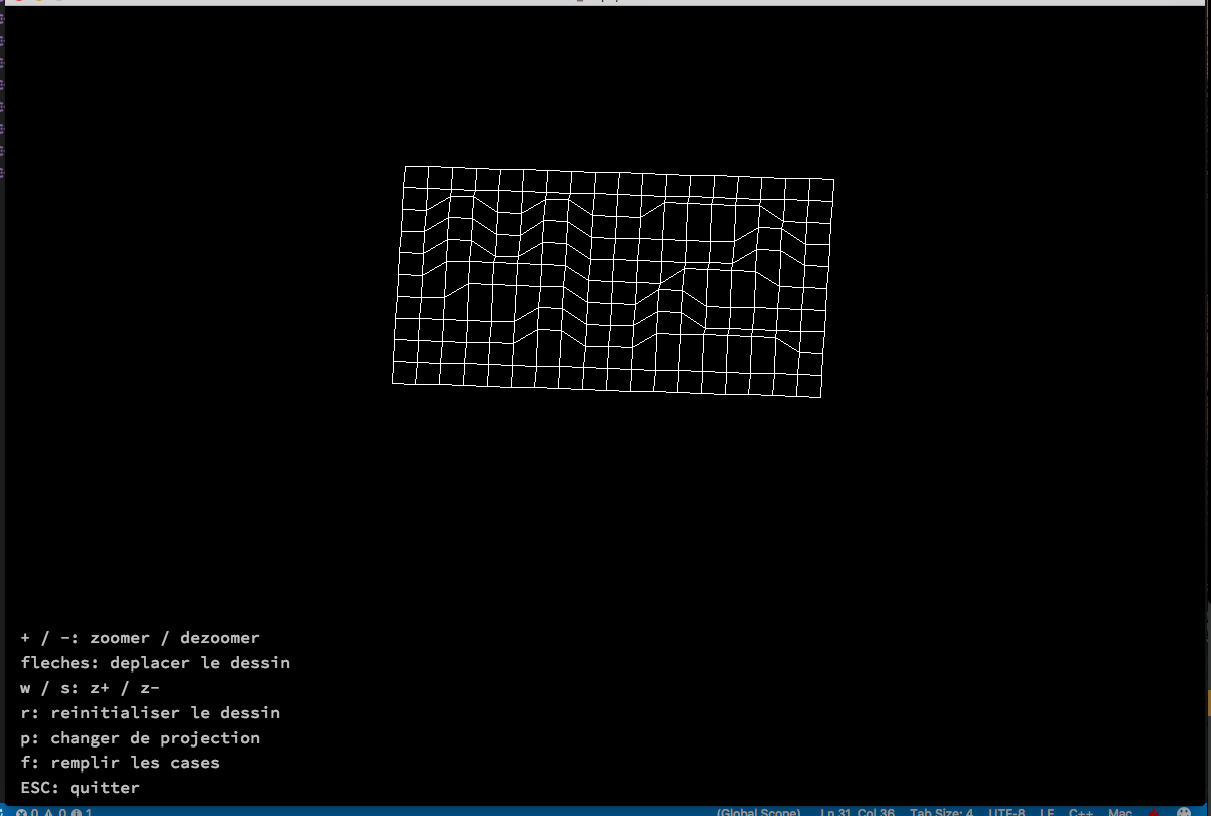 + / -: zoomer / dezoomer
fleches: deplacer le dessin
w / s: z+ / z-
r: reinitialiser le dessin
p: changer de projection
f: remplir les cases
ESC: quitter
0 0 1 (Global Scope) Ln 31, Col 36 Tab Size: 4 UTF-8 LF C++ Mac